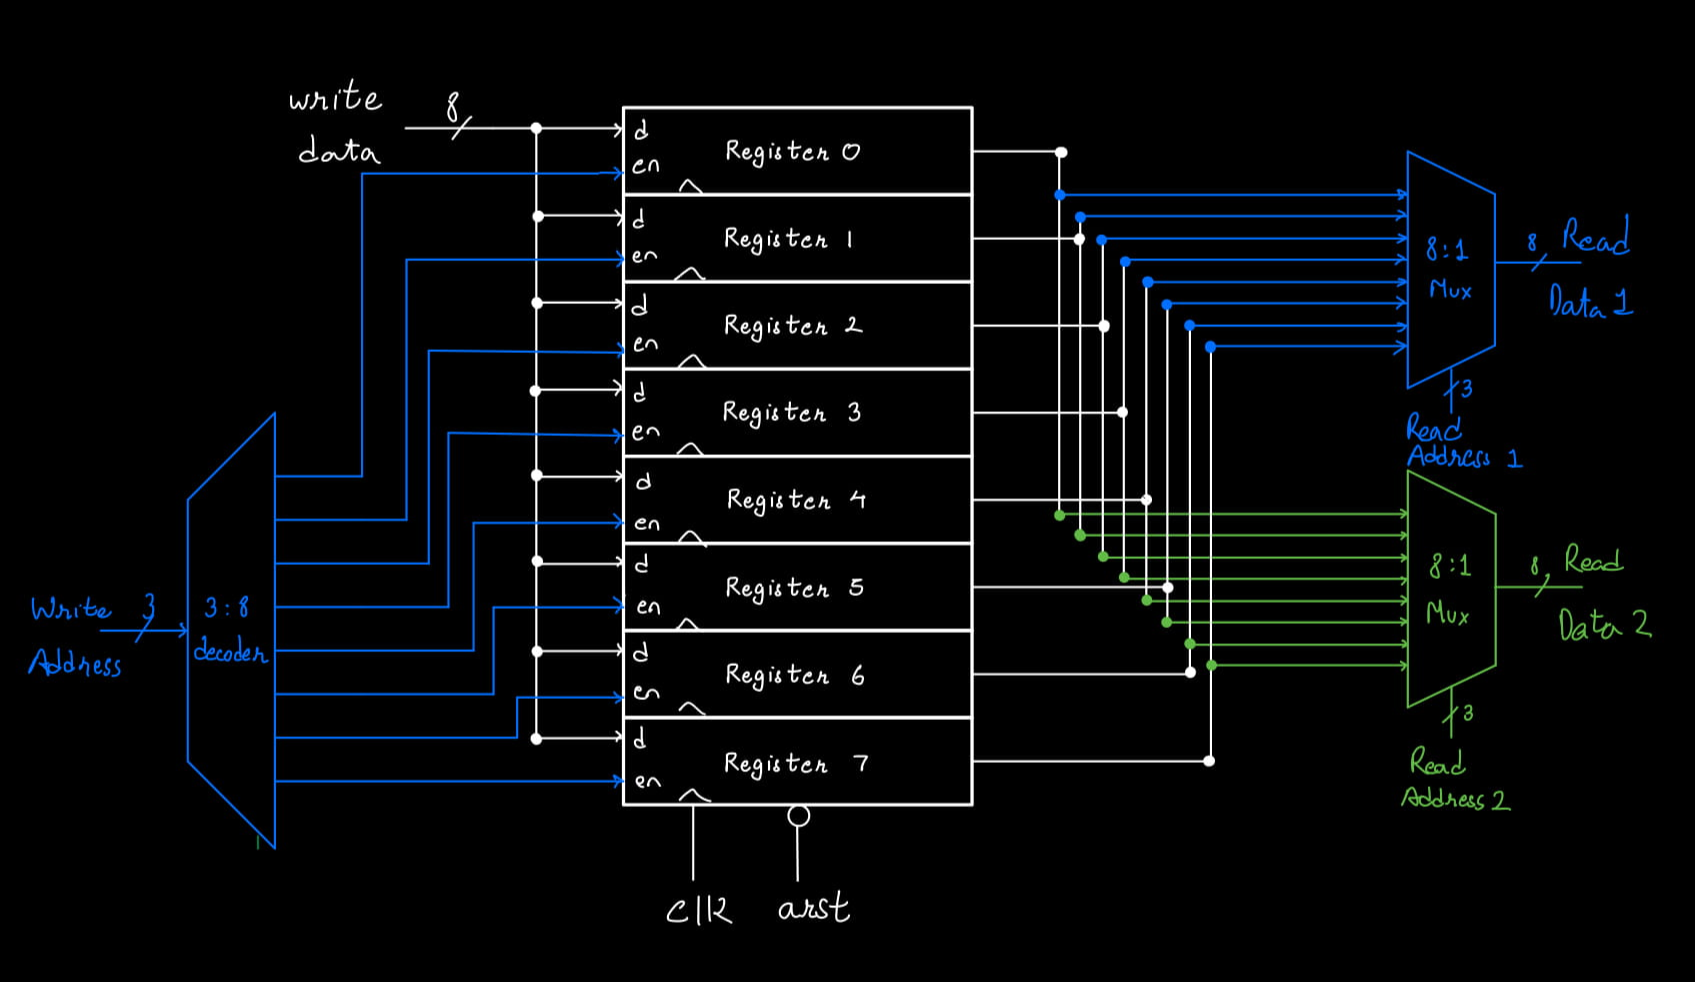 write
data
8
d
en
Register 0
d
en
Register 1
d
en
Register 2
d
en
Register 3
d
en
Register 4
d
en
Register 5
d
en
Register 6
d
en
Register 7
clk
arst
Write 3
Address
3:8
decoder
8:1
Mux
8 Read
Data 1
3
Read
Address 1
8:1
Mux
8, Read
Data 2
3
Read
Address 2